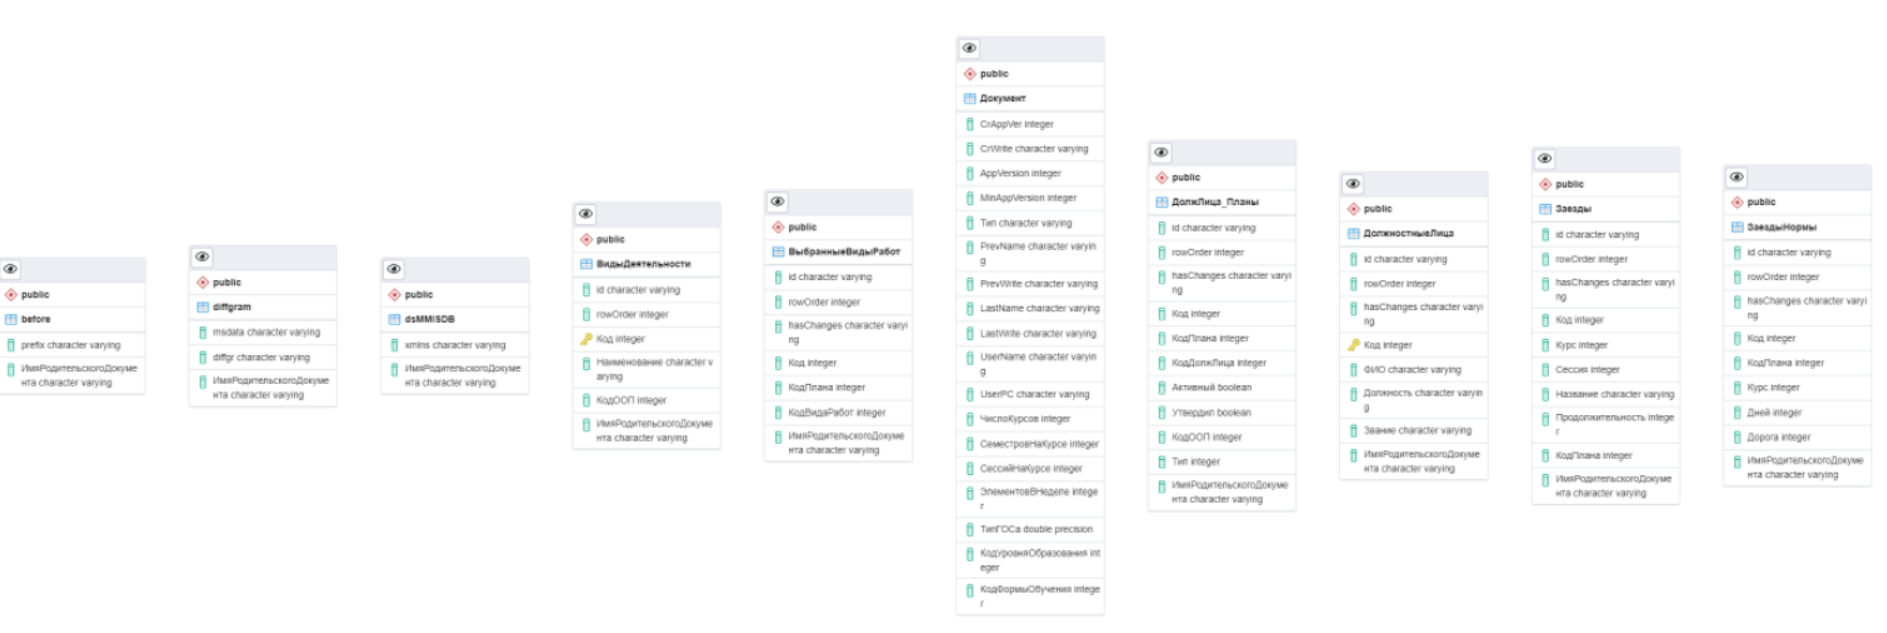 public
before
prefix character varying
ИмяРодительскогоДокуме
нта character varying
public
diffgram
msdata character varying
diffgr character varying
ИмяРодительскогоДокуме
нта character varying
public
dsMMISDB
xmlns character varying
ИмяРодительскогоДокуме
нта character varying
public
ВидыДеятельности
id character varying
rowOrder integer
Код integer
Наименование character v
arying
КодООП integer
ИмяРодительскогоДокуме
нта character varying
public
ВыбранныеВидыРабот
id character varying
rowOrder integer
hasChanges character varyi
ng
Код integer
КодПлана integer
КодВидаРабот integer
ИмяРодительскогоДокуме
нта character varying
public
Документ
CrAppVer integer
CrWrite character varying
AppVersion integer
MinAppVersion integer
Тип character varying
PrevName character varyin
g
PrevWrite character varying
LastName character varying
LastWrite character varying
UserName character varyin
g
UserPC character varying
ЧислоКурсов integer
СеместровНаКурсе integer
СессийНаКурсе integer
ЭлементовВНеделе intege
r
ТипГОСа double precision
КодУровняОбразования int
eger
КодФормыОбучения intege
r
public
ДолжЛица_Планы
id character varying
rowOrder integer
hasChanges character varyi
ng
Код integer
КодПлана integer
КодДолжЛица integer
Активный boolean
Утвердил boolean
КодООП integer
Тип integer
ИмяРодительскогоДокуме
нта character varying
public
ДолжностныеЛица
id character varying
rowOrder integer
hasChanges character varyi
ng
Код integer
ФИО character varying
Должность character varyin
g
Звание character varying
ИмяРодительскогоДокуме
нта character varying
public
Заезды
id character varying
rowOrder integer
hasChanges character varyi
ng
Код integer
Курс integer
Сессия integer
Название character varying
Продолжительность intege
r
КодПлана integer
ИмяРодительскогоДокуме
нта character varying
public
ЗаездыНормы
id character varying
rowOrder integer
hasChanges character varyi
ng
Код integer
КодПлана integer
Курс integer
Дней integer
Дорога integer
ИмяРодительскогоДокуме
нта character varying